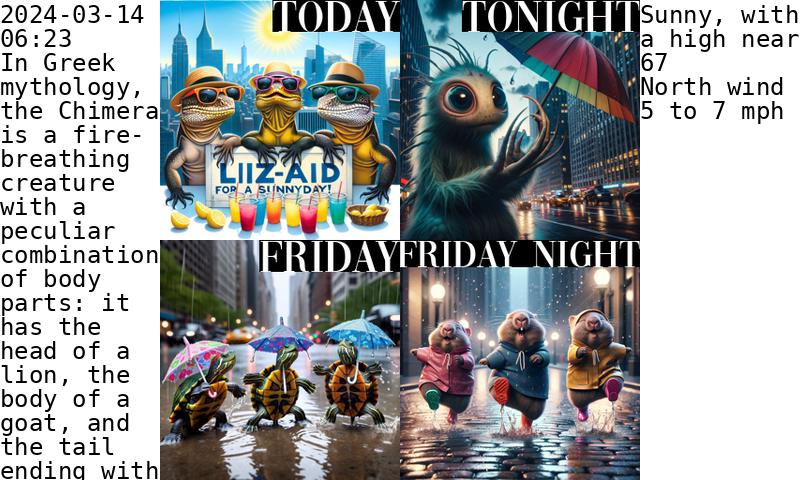 2024-03-14
06:23
In Greek
mythology,
the Chimera
is a fire-
breathing
creature
with a
peculiar
combination
of body
parts: it
has the
head of a
lion, the
body of a
goat, and
the tail
ending with
TODAY
LIIZ-AID
FOR A SUNNYDAY!
TONIGHT
FRIDAY
FRIDAY NIGHT
Sunny, with
a high near
67
North wind
5 to 7 mph